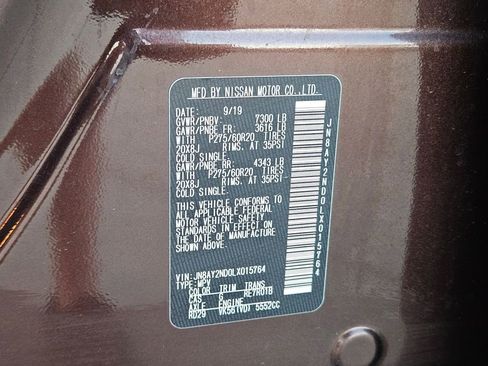 MFD BY NISSAN MOTOR CO.,LTD.
9/19
GVWR/PNBV: 7300 LB
GAWR/PNBE FR: 3616 LB
WITH P275/60R20 TIRES
20X8J RIMS. AT 35PSI
COLD SINGLE.
GAWR/PNBE RR: 4343 LB
WITH P275/60R20 TIRES
20X8J RIMS. AT 35PSI
COLD SINGLE.
THIS VEHICLE CONFORMS TO
ALL APPLICABLE FEDERAL
MOTOR VEHICLE SAFETY
STANDARDS IN EFFECT
ON THE DATE OF
MANUFACTURE SHOWN ABOVE.
VIN: JN8AY2ND0LX015764
TYPE: MPV
COLOR TRIM TRANS
CAS G RE7R01B
AXLE ENGINE
RD29 VK56(VD) 5552CC
JN8AY2ND0LX015764